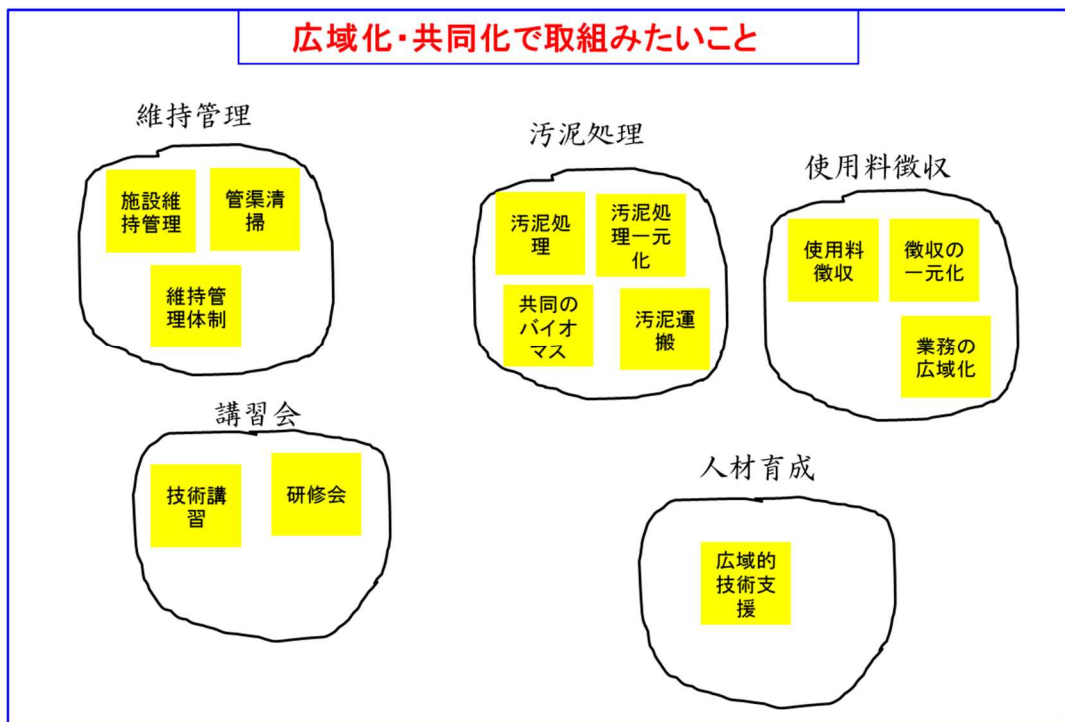 広域化・共同化で取組みたいこと
維持管理
施設維
持管理
管渠清
掃
維持管
理体制
汚泥処理
汚泥処
理
汚泥処
理一元
化
共同の
バイオ
マス
汚泥運
搬
使用料徴収
使用料
徴収
徴収の
一元化
業務の
広域化
講習会
技術講
習
研修会
人材育成
広域的
技術支
援